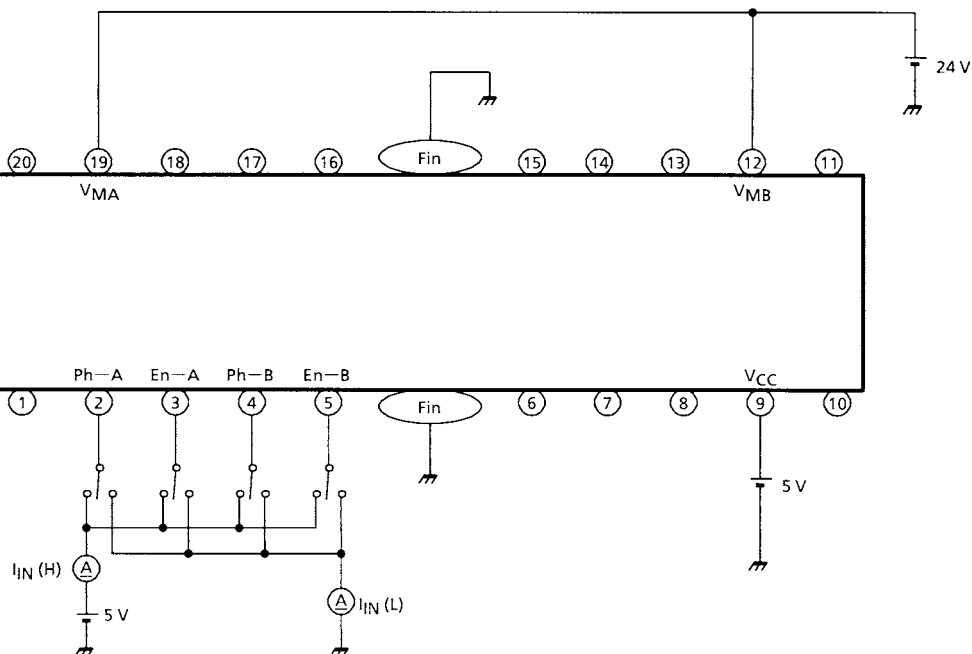 24 V
Fin
20 19 18 17 16 15 14 13 12 11
VMA VMB
Ph—A En—A Ph—B En—B VCC
1 2 3 4 5 Fin 6 7 8 9 10
5 V
IIN (H) A
A IIN (L)
5 V